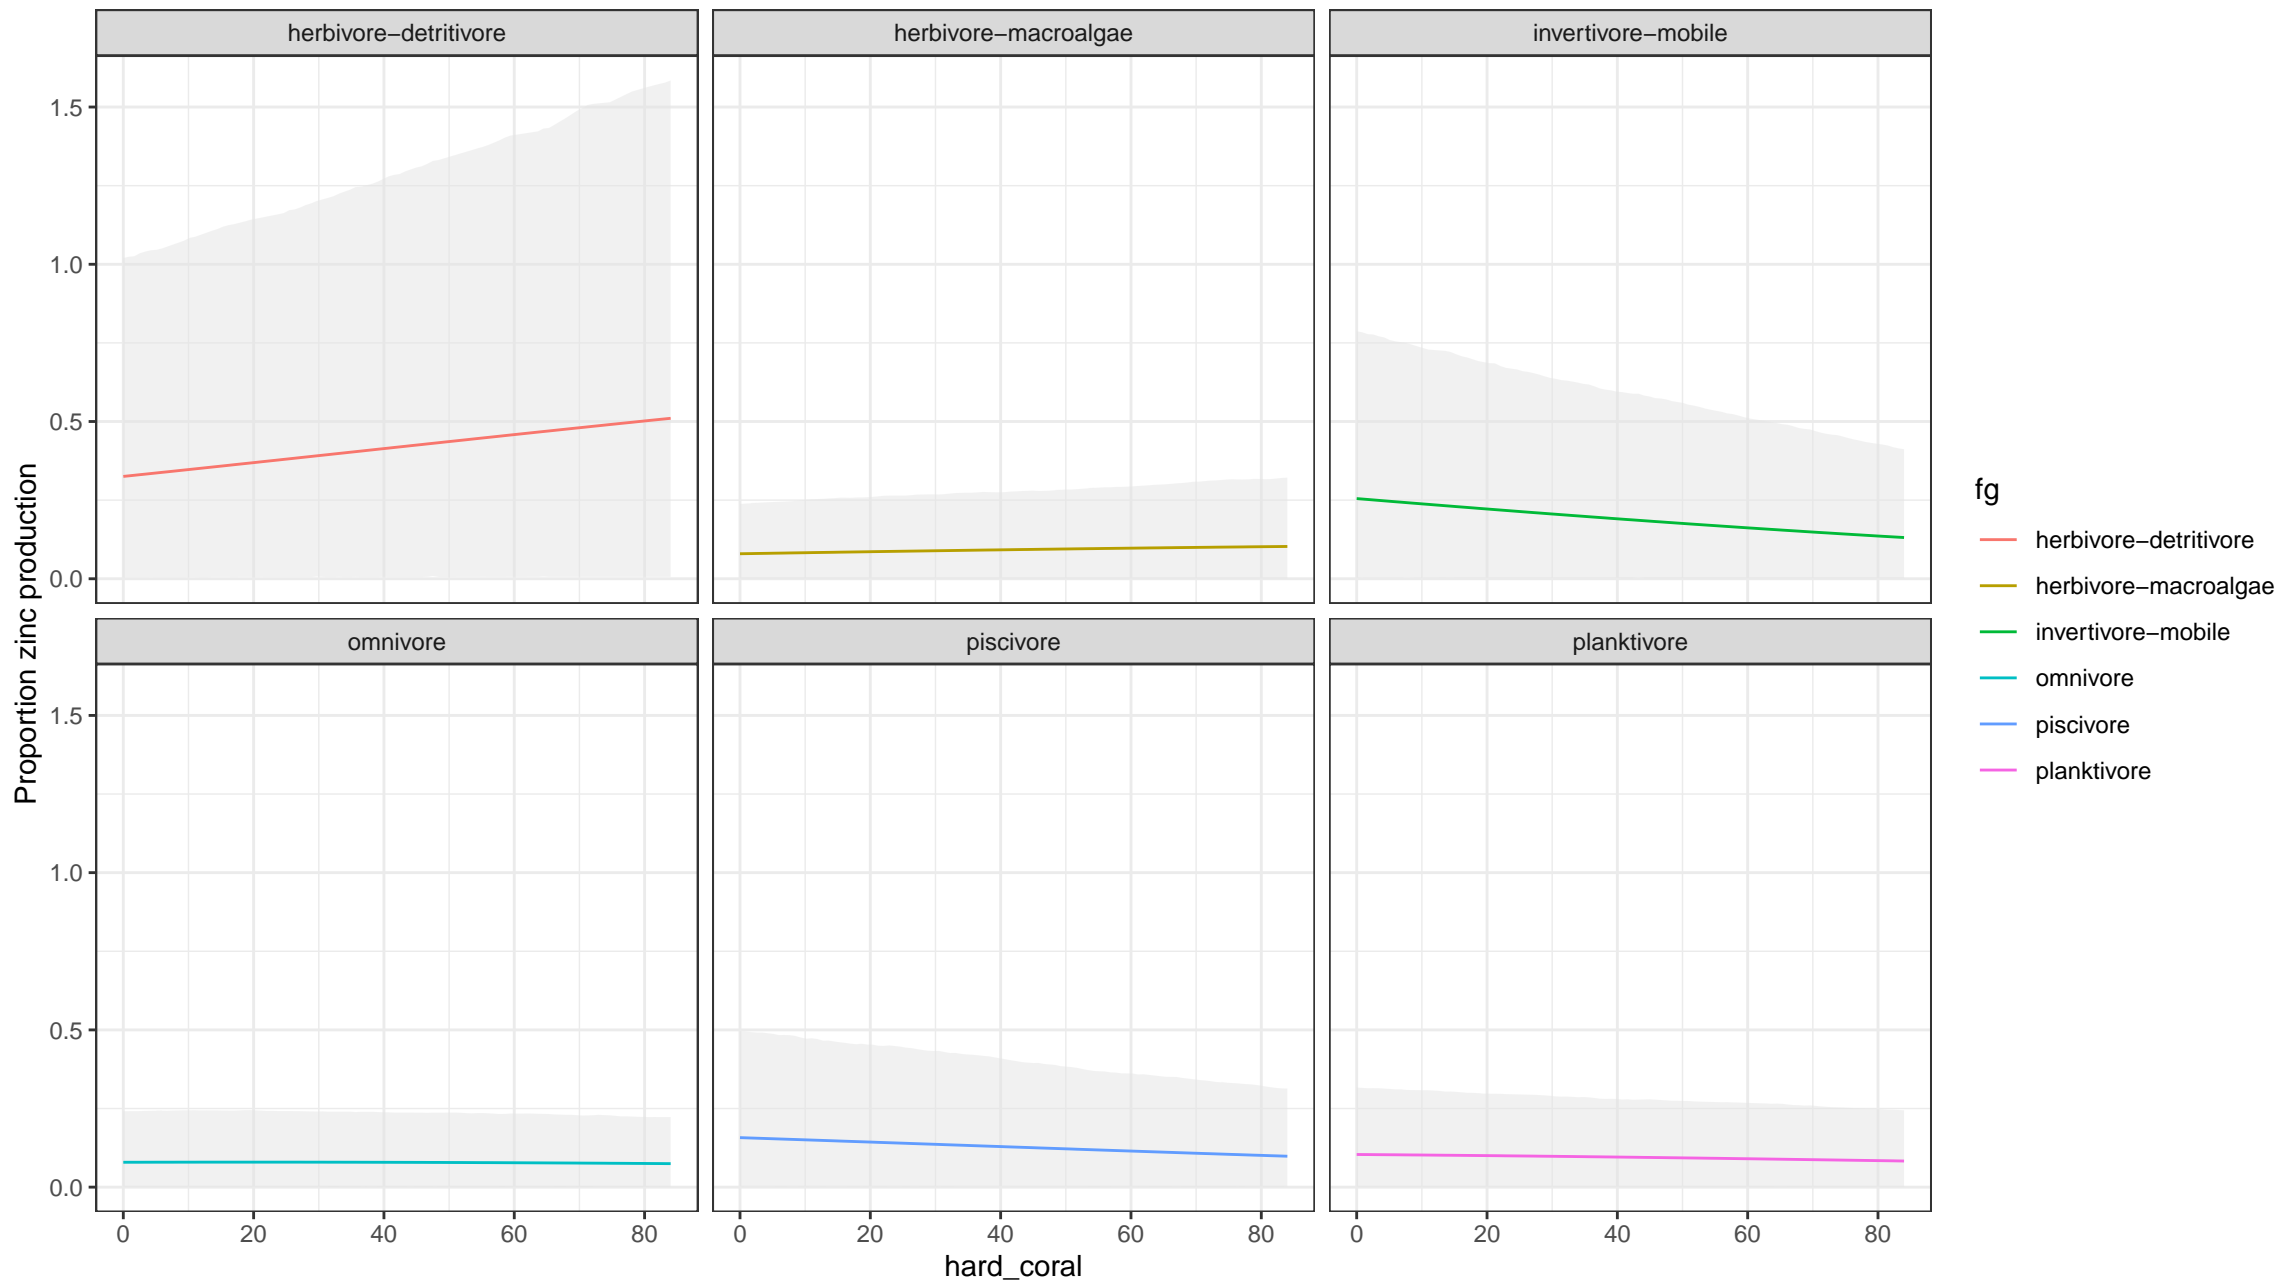 herbivore−detritivore
herbivore−macroalgae
invertivore−mobile
1.5
1.0
0.5
0.0
omnivore
piscivore
planktivore
1.5
1.0
0.5
0.0
0 20 40 60 80
0 20 40 60 80
0 20 40 60 80
hard_coral
Proportion zinc production
fg
herbivore−detritivore
herbivore−macroalgae
invertivore−mobile
omnivore
piscivore
planktivore